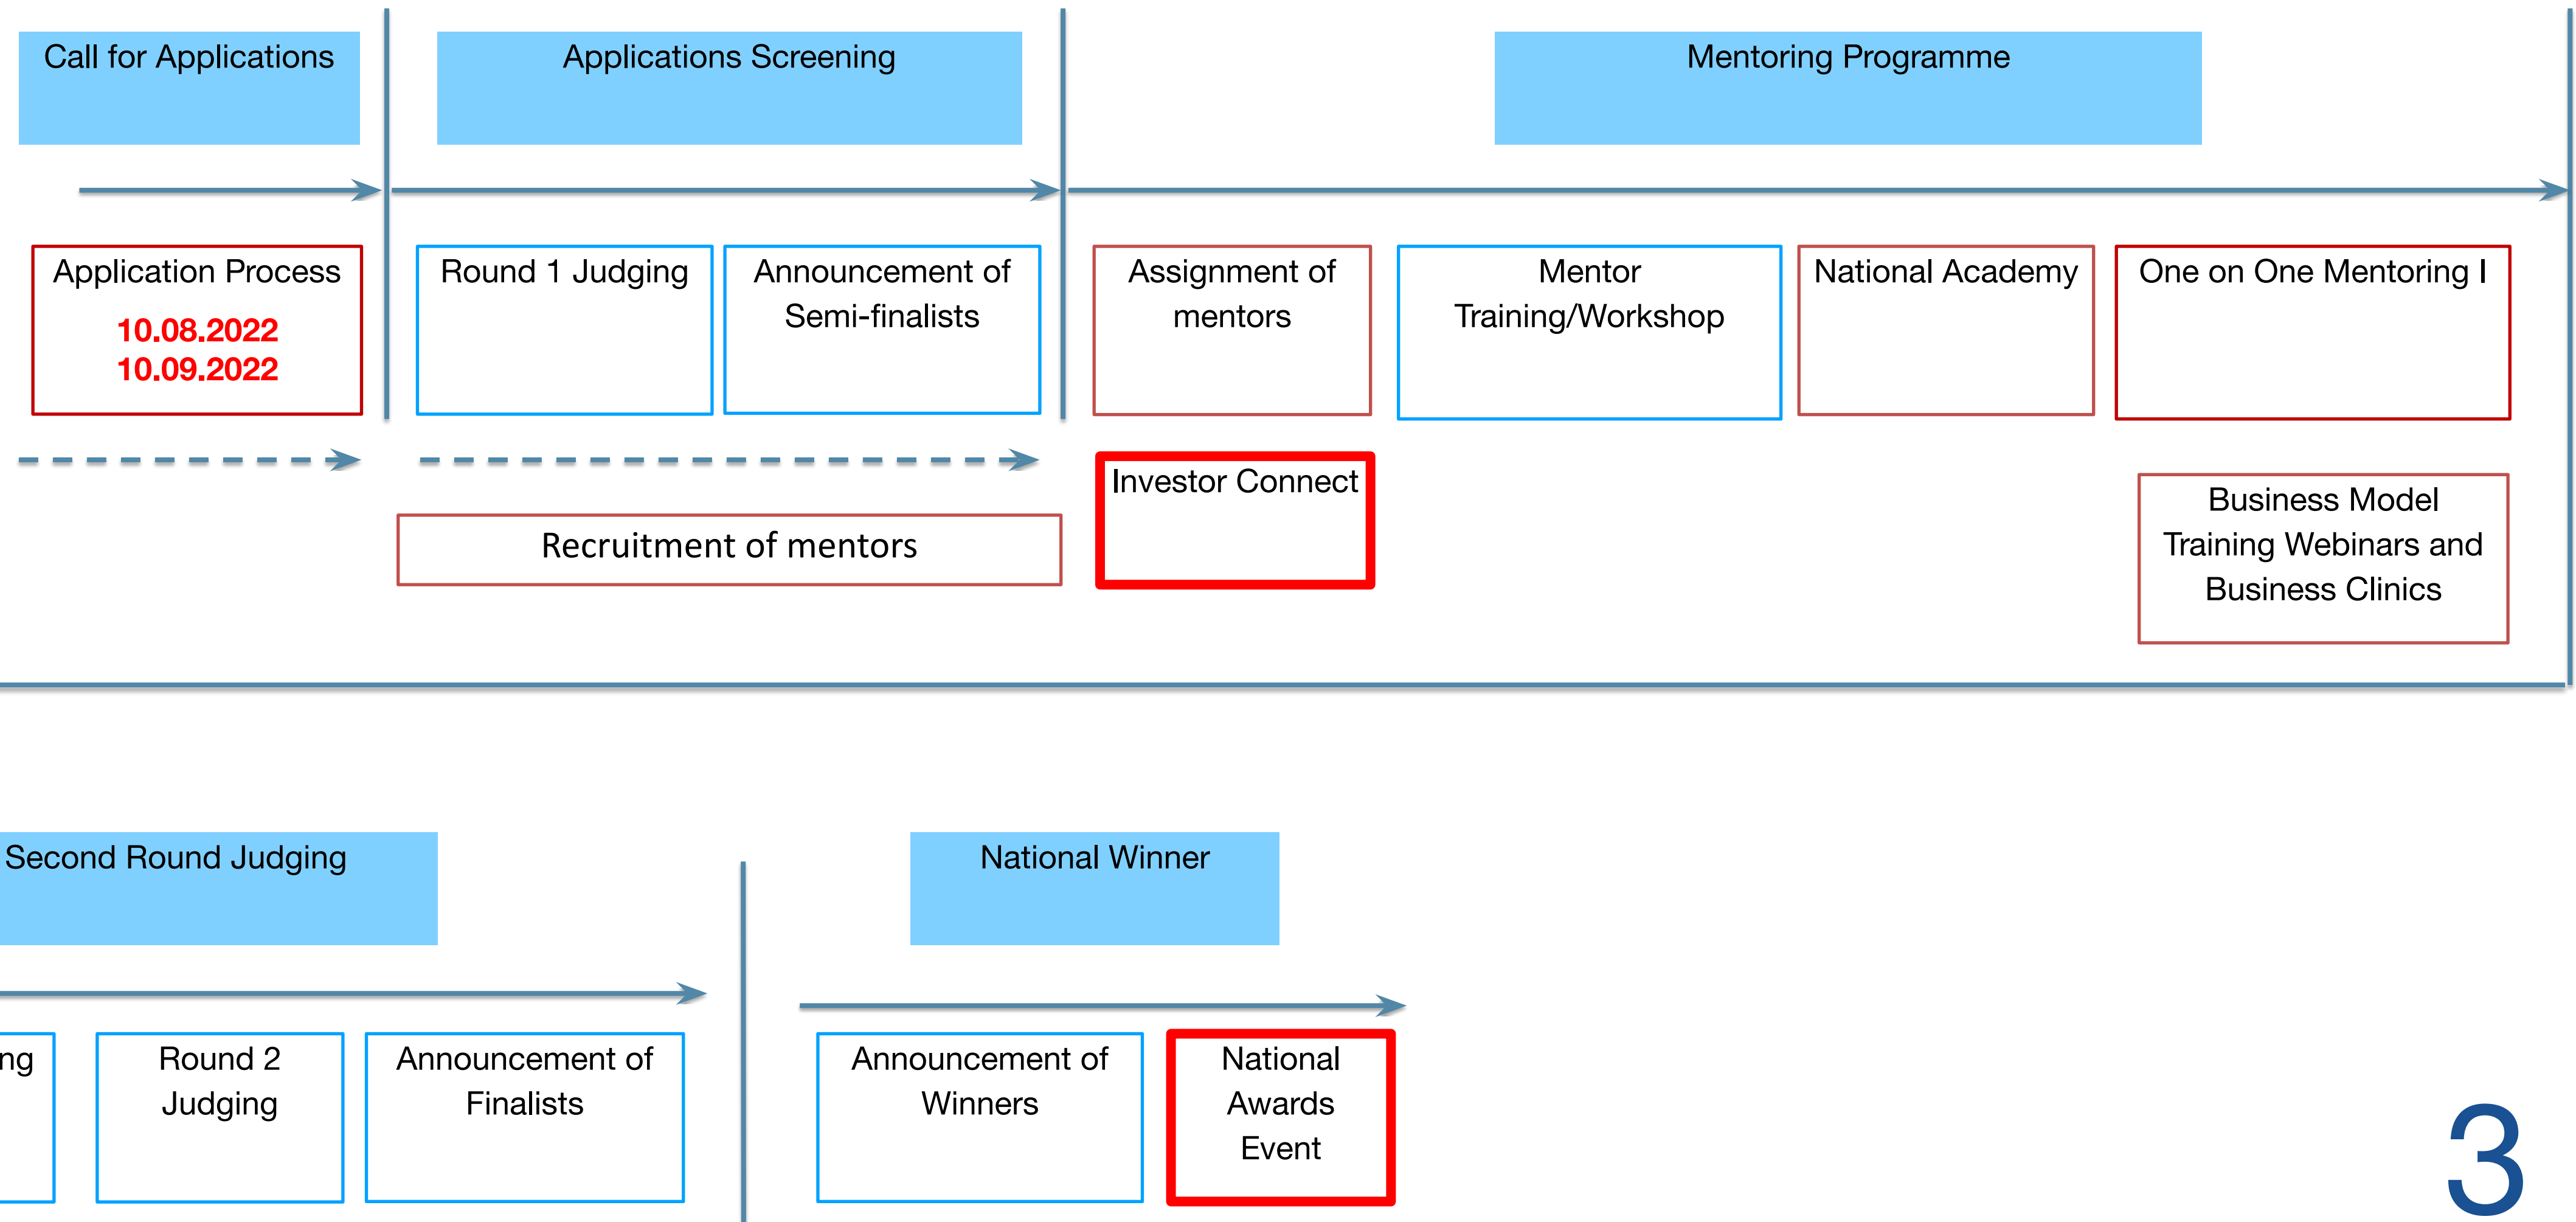 Call for Applications
Applications Screening
Mentoring Programme
Application Process
10.08.2022
10.09.2022
Round 1 Judging
Announcement of
Semi-finalists
Assignment of
mentors
Mentor
Training/Workshop
National Academy
One on One Mentoring I
Investor Connect
Recruitment of mentors
Business Model
Training Webinars and
Business Clinics
Second Round Judging
National Winner
ng
Round 2
Judging
Announcement of
Finalists
Announcement of
Winners
National
Awards
Event
3